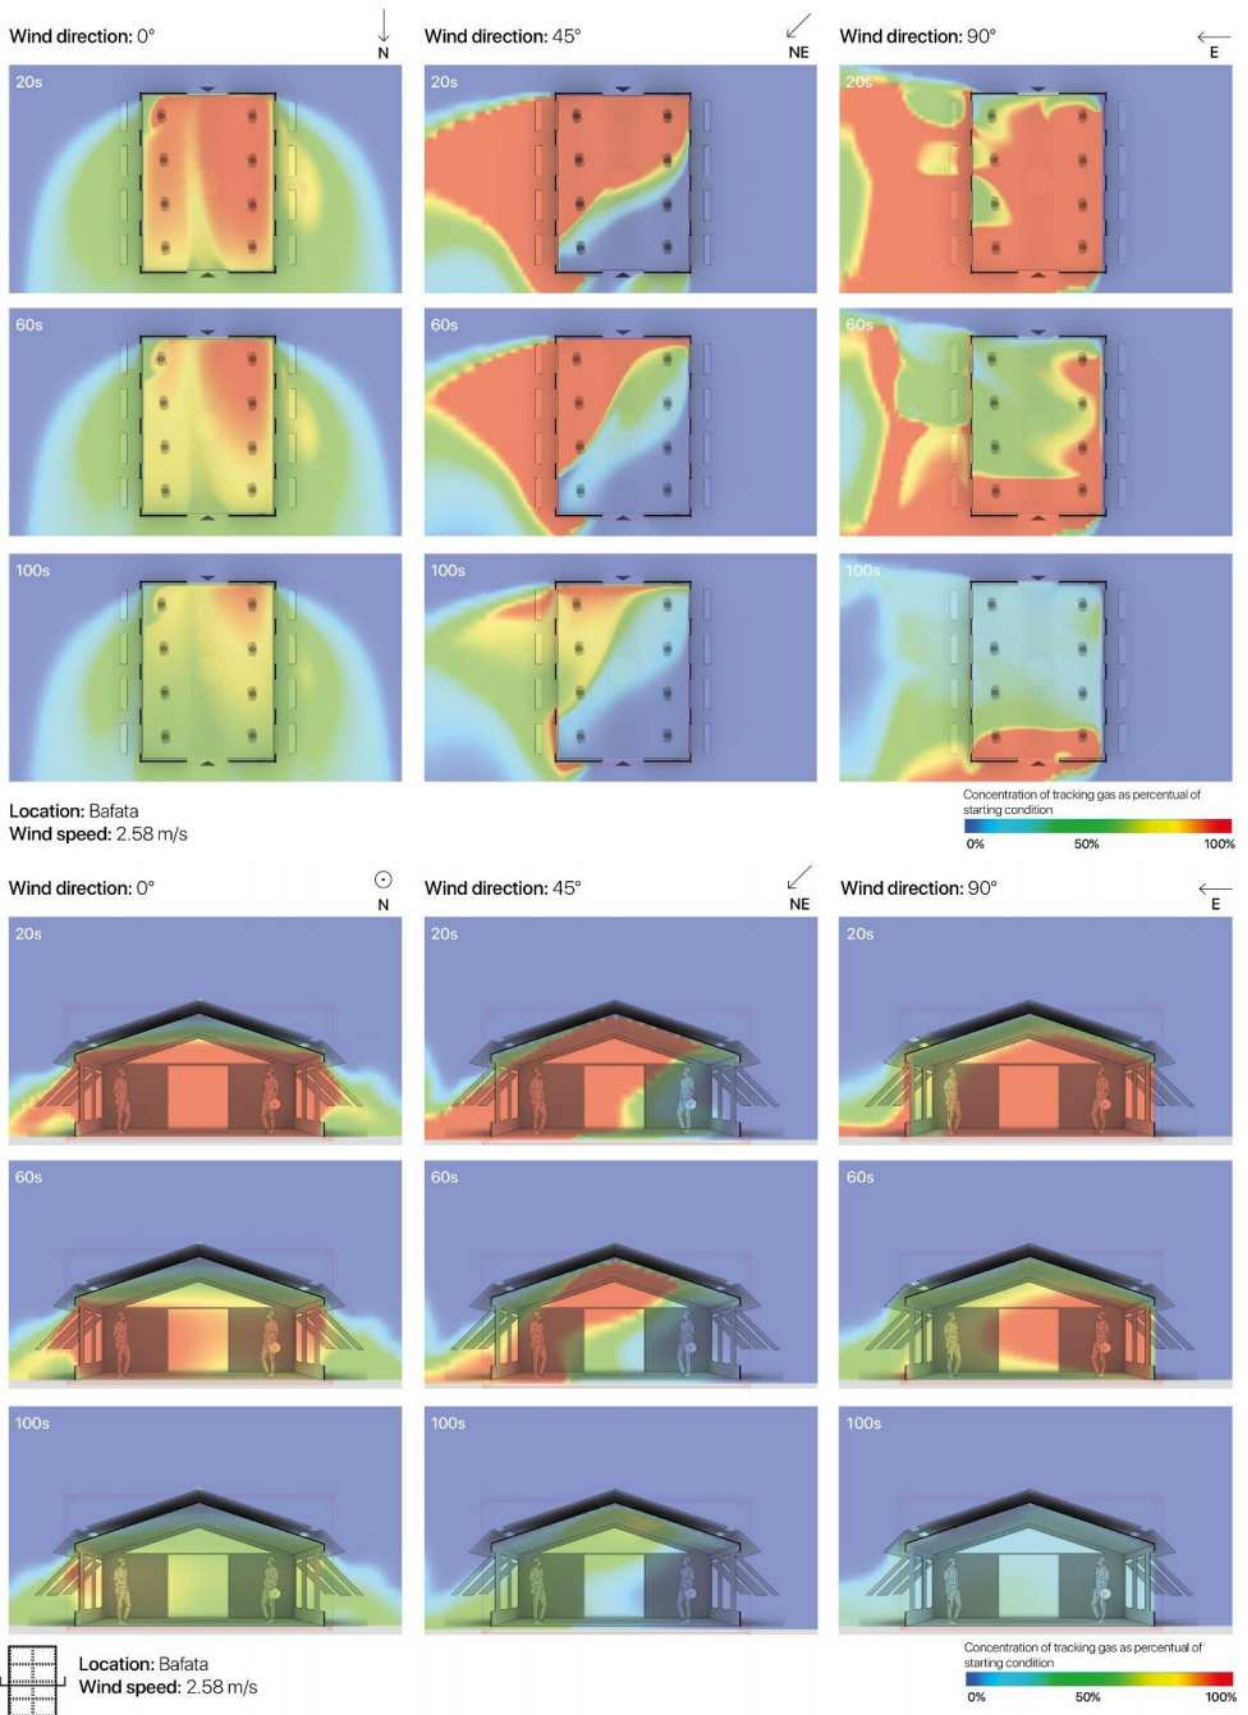 Wind direction: 0°
N
Wind direction: 45°
NE
Wind direction: 90°
E
20s
20s
20s
60s
60s
60s
100s
100s
100s
Location: Bafata
Wind speed: 2.58 m/s
Concentration of tracking gas as percentual of
starting condition
0%
50%
100%
Wind direction: 0°
N
Wind direction: 45°
NE
Wind direction: 90°
E
20s
20s
20s
60s
60s
60s
100s
100s
100s
Location: Bafata
Wind speed: 2.58 m/s
Concentration of tracking gas as percentual of
starting condition
0%
50%
100%